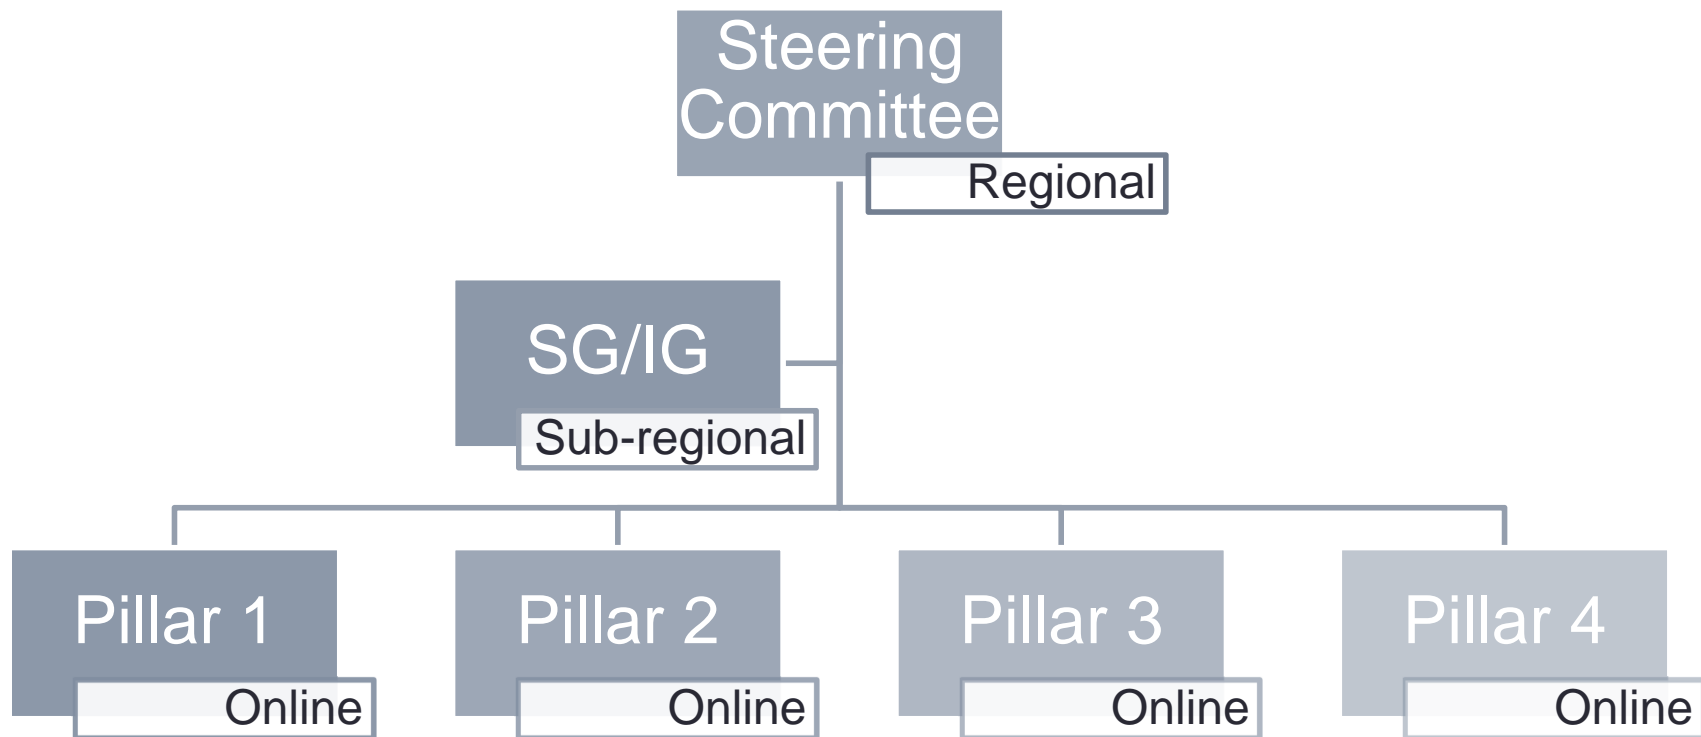 Steering
Committee
Regional
SG/IG
Sub-regional
Pillar 1
Online
Pillar 2
Online
Pillar 3
Online
Pillar 4
Online